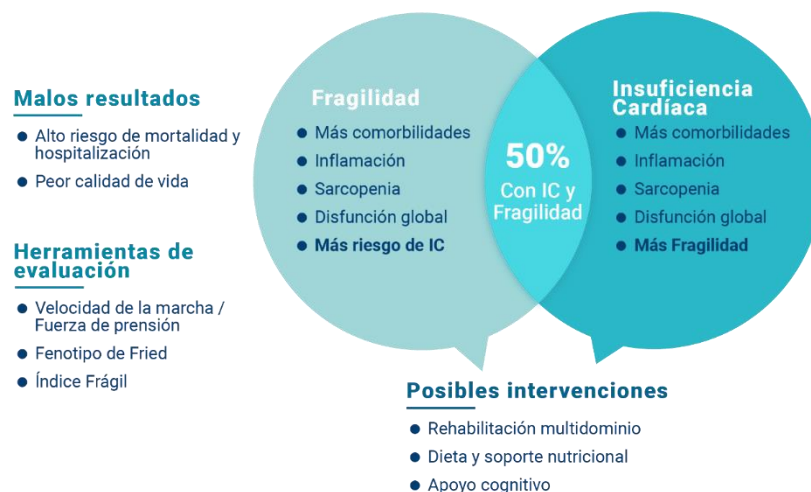 Malos resultados
Alto riesgo de mortalidad y
hospitalización
Peor calidad de vida
Herramientas de
evaluación
Velocidad de la marcha /
Fuerza de prensión
Fenotipo de Fried
Índice Frágil
Fragilidad
Más comorbilidades
Inflamación
Sarcopenia
Disfunción global
Más riesgo de IC
50%
Con IC y
Fragilidad
Insuficiencia
Cardíaca
Más comorbilidades
Inflamación
Sarcopenia
Disfunción global
Más Fragilidad
Posibles intervenciones
Rehabilitación multidominio
Dieta y soporte nutricional
Apoyo cognitivo